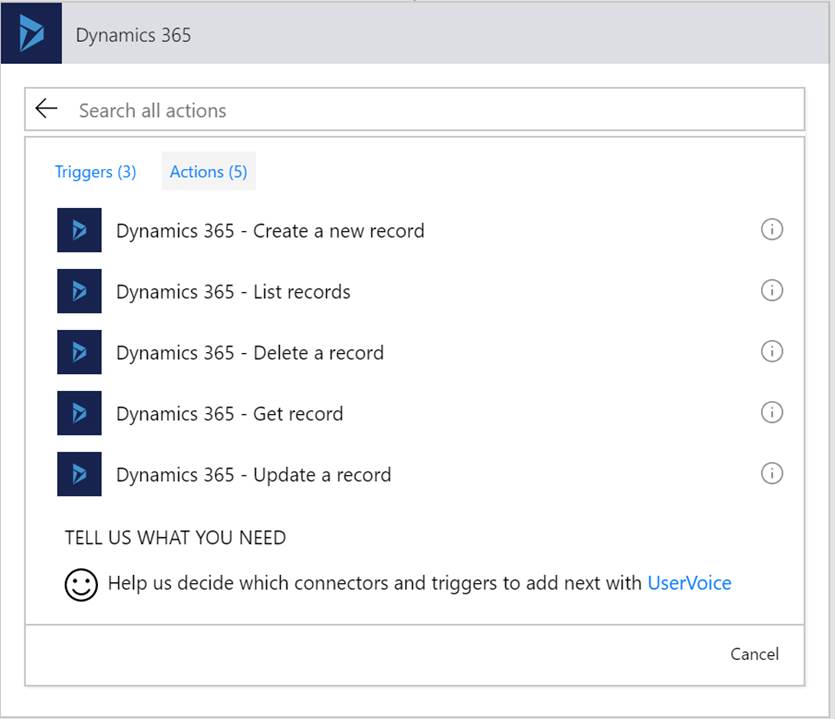 Dynamics 365
Search all actions
Triggers (3) Actions (5)
Dynamics 365 - Create a new record
Dynamics 365 - List records
Dynamics 365 - Delete a record
Dynamics 365 - Get record
Dynamics 365 - Update a record
TELL US WHAT YOU NEED
Help us decide which connectors and triggers to add next with UserVoice
Cancel